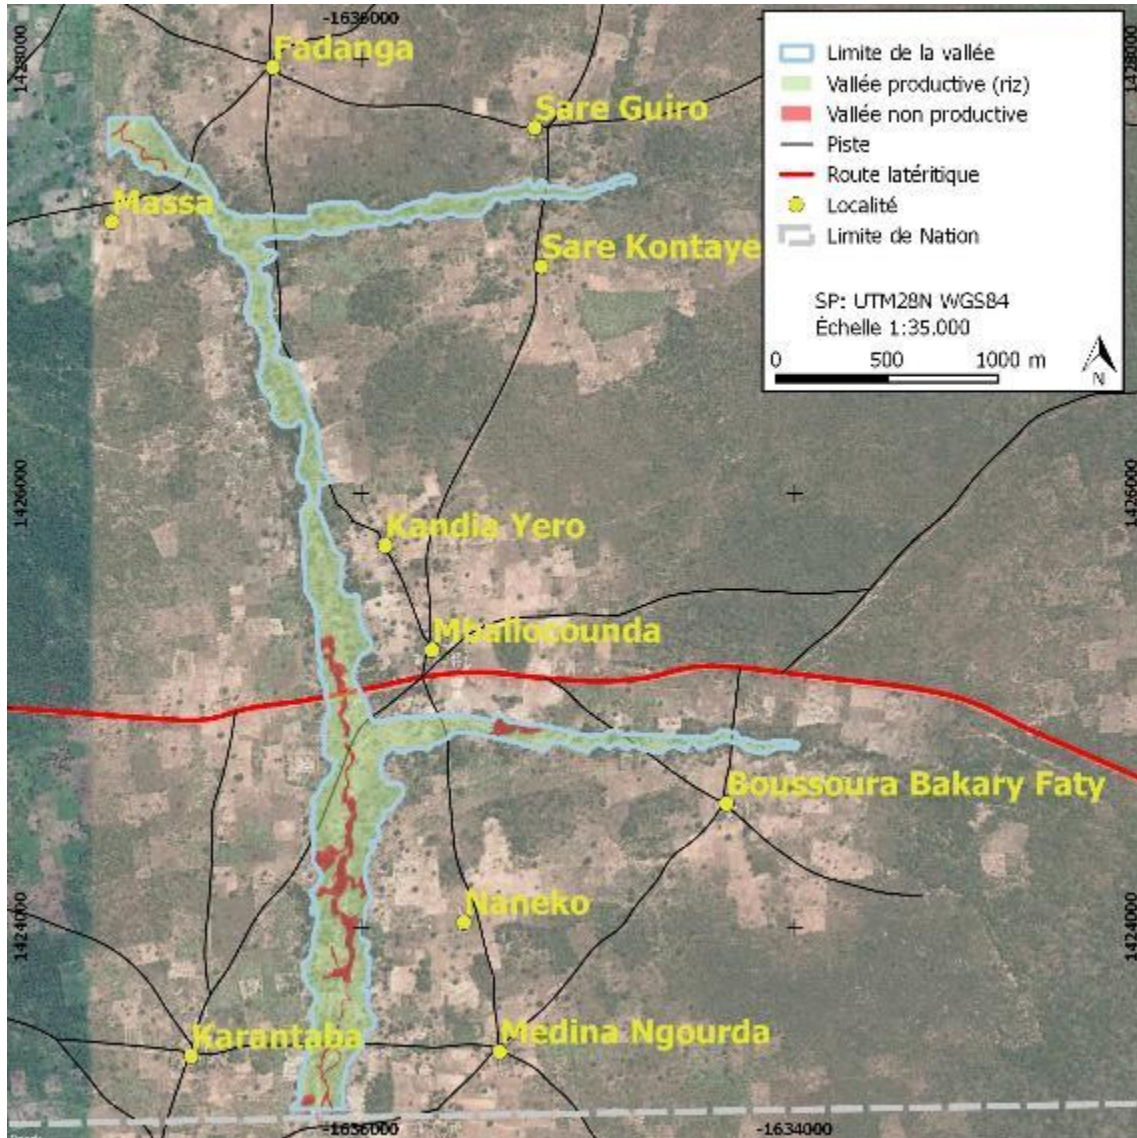 -1636000
1428000
1428000
Fadanga
Sare Guiro
Massa
Sare Kontaye
Limite de la vallée
Vallée productive (riz)
Vallée non productive
Piste
Route latéritique
Localité
Limite de Nation
SP: UTM28N WGS84
Échelle 1:35.000
0 500 1000 m
N
1426000
1426000
Kandia Yero
Mballocounda
Boussoura Bakary Faty
Naneko
1424000
1424000
Karantaba
Medina Ngourda
-1636000
-1634000